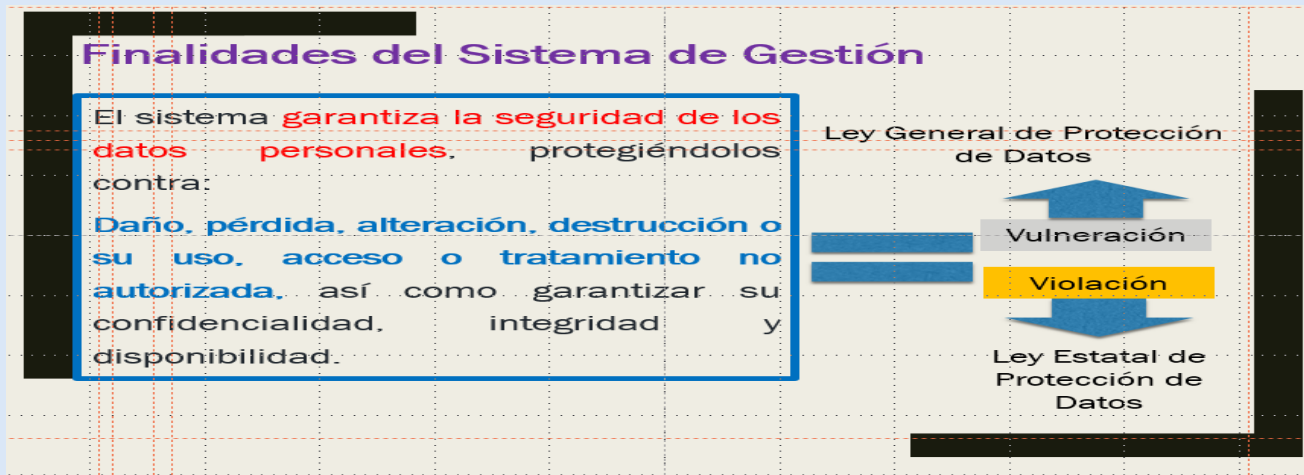 Finalidades del Sistema de Gestión
El sistema garantiza la seguridad de los
datos personales, protegiéndolos
contra:
Daño, pérdida, alteración, destrucción o
su uso, acceso o tratamiento no
autorizada, así como garantizar su
confidencialidad, integridad y
disponibilidad.
Ley General de Protección
de Datos
Vulneración
Violación
Ley Estatal de
Protección de
Datos